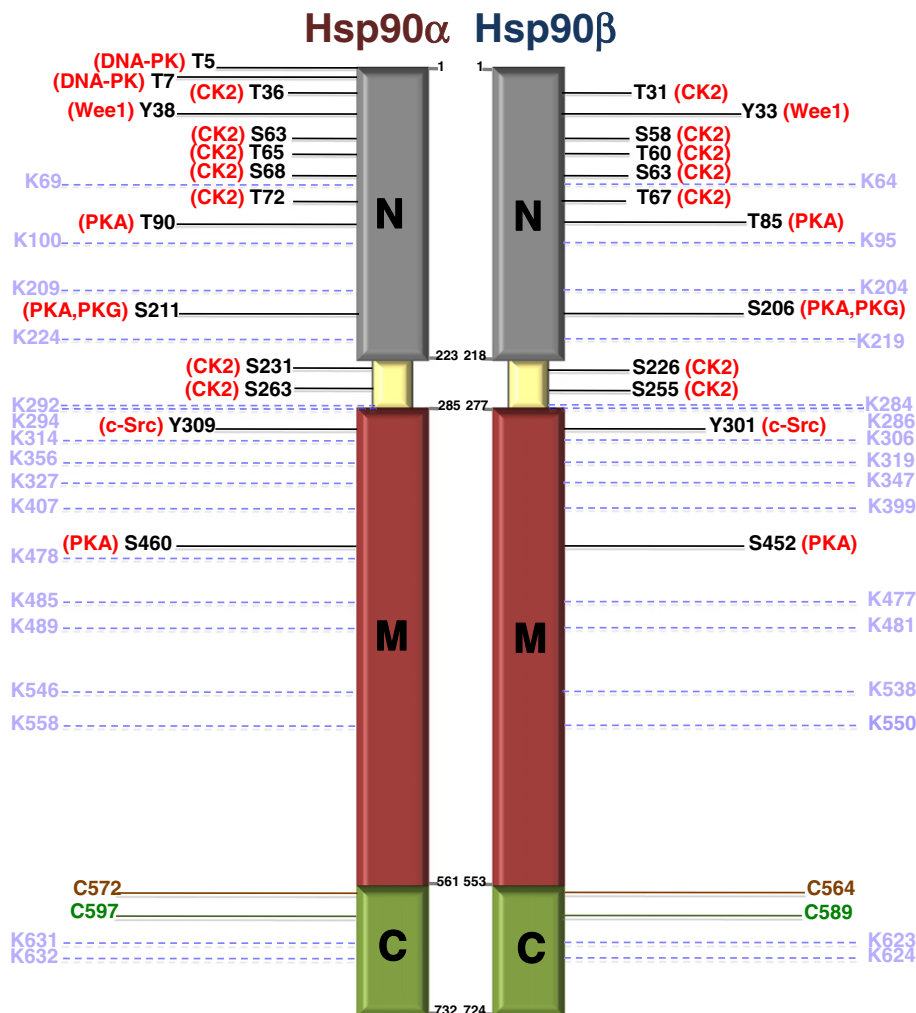 Hsp90α Hsp90β
(DNA-PK) T5 1 1
(DNA-PK) T7
(CK2) T36 T31 (CK2)
(Wee1) Y38 Y33 (Wee1)
(CK2) S63 S58 (CK2)
(CK2) T65 T60 (CK2)
(CK2) S68 S63 (CK2)
K69 K64
(CK2) T72 T67 (CK2)
N N
(PKA) T90 T85 (PKA)
K100 K95
K209 K204
(PKA,PKG) S211 S206 (PKA,PKG)
K224 K219
223 218
(CK2) S231 S226 (CK2)
(CK2) S263 S255 (CK2)
K292 285 277 K284
K294 K286
(c-Src) Y309 Y301 (c-Src)
K314 K306
K356 K319
K327 K347
K407 K399
(PKA) S460 S452 (PKA)
K478
K485 K477
K489 K481
M M
K546 K538
K558 K550
561 553
C572 C564
C597 C589
K631 K623
C C
K632 K624
732 724